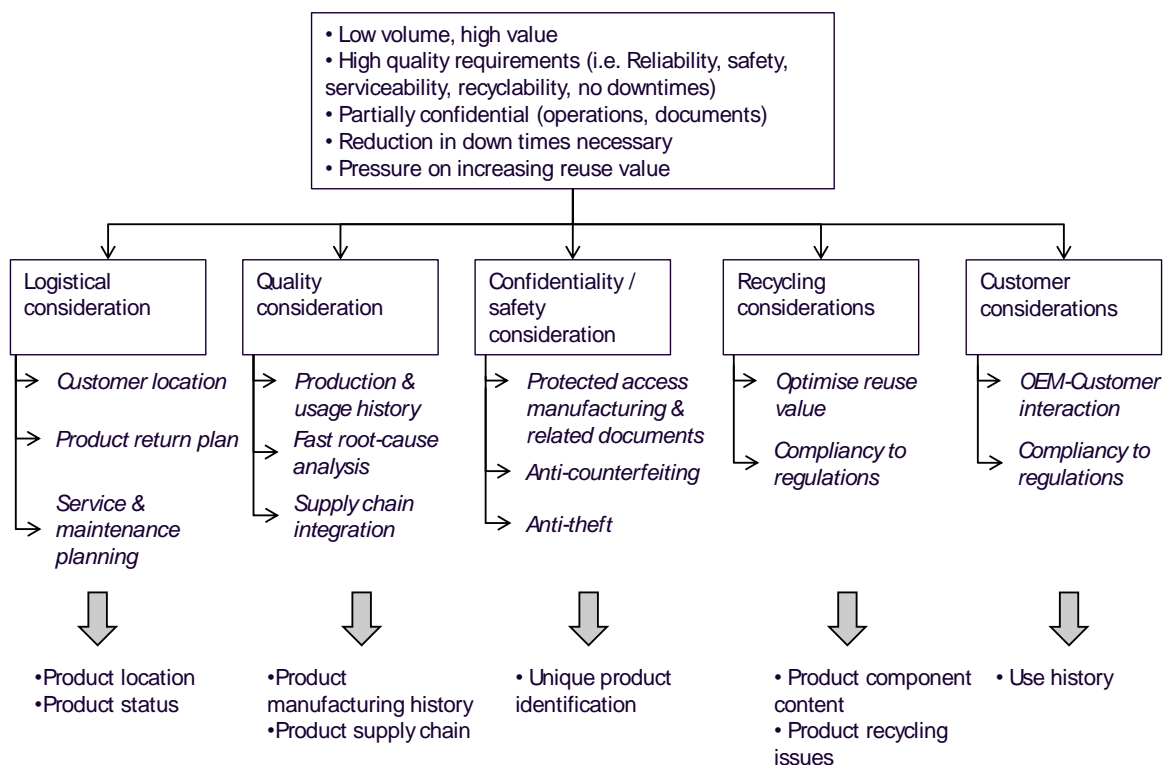 • Low volume, high value
• High quality requirements (i.e. Reliability, safety,
serviceability, recyclability, no downtimes)
• Partially confidential (operations, documents)
• Reduction in down times necessary
• Pressure on increasing reuse value
Logistical
consideration
Customer location
Product return plan
Service &
maintenance
planning
•Product location
•Product status
Quality
consideration
Production &
usage history
Fast root-cause
analysis
Supply chain
integration
•Product
manufacturing history
•Product supply chain
Confidentiality /
safety
consideration
Protected access
manufacturing &
related documents
Anti-counterfeiting
Anti-theft
• Unique product
identification
Recycling
considerations
Optimise reuse
value
Compliancy to
regulations
• Product component
content
• Product recycling
issues
Customer
considerations
OEM-Customer
interaction
Compliancy to
regulations
• Use history